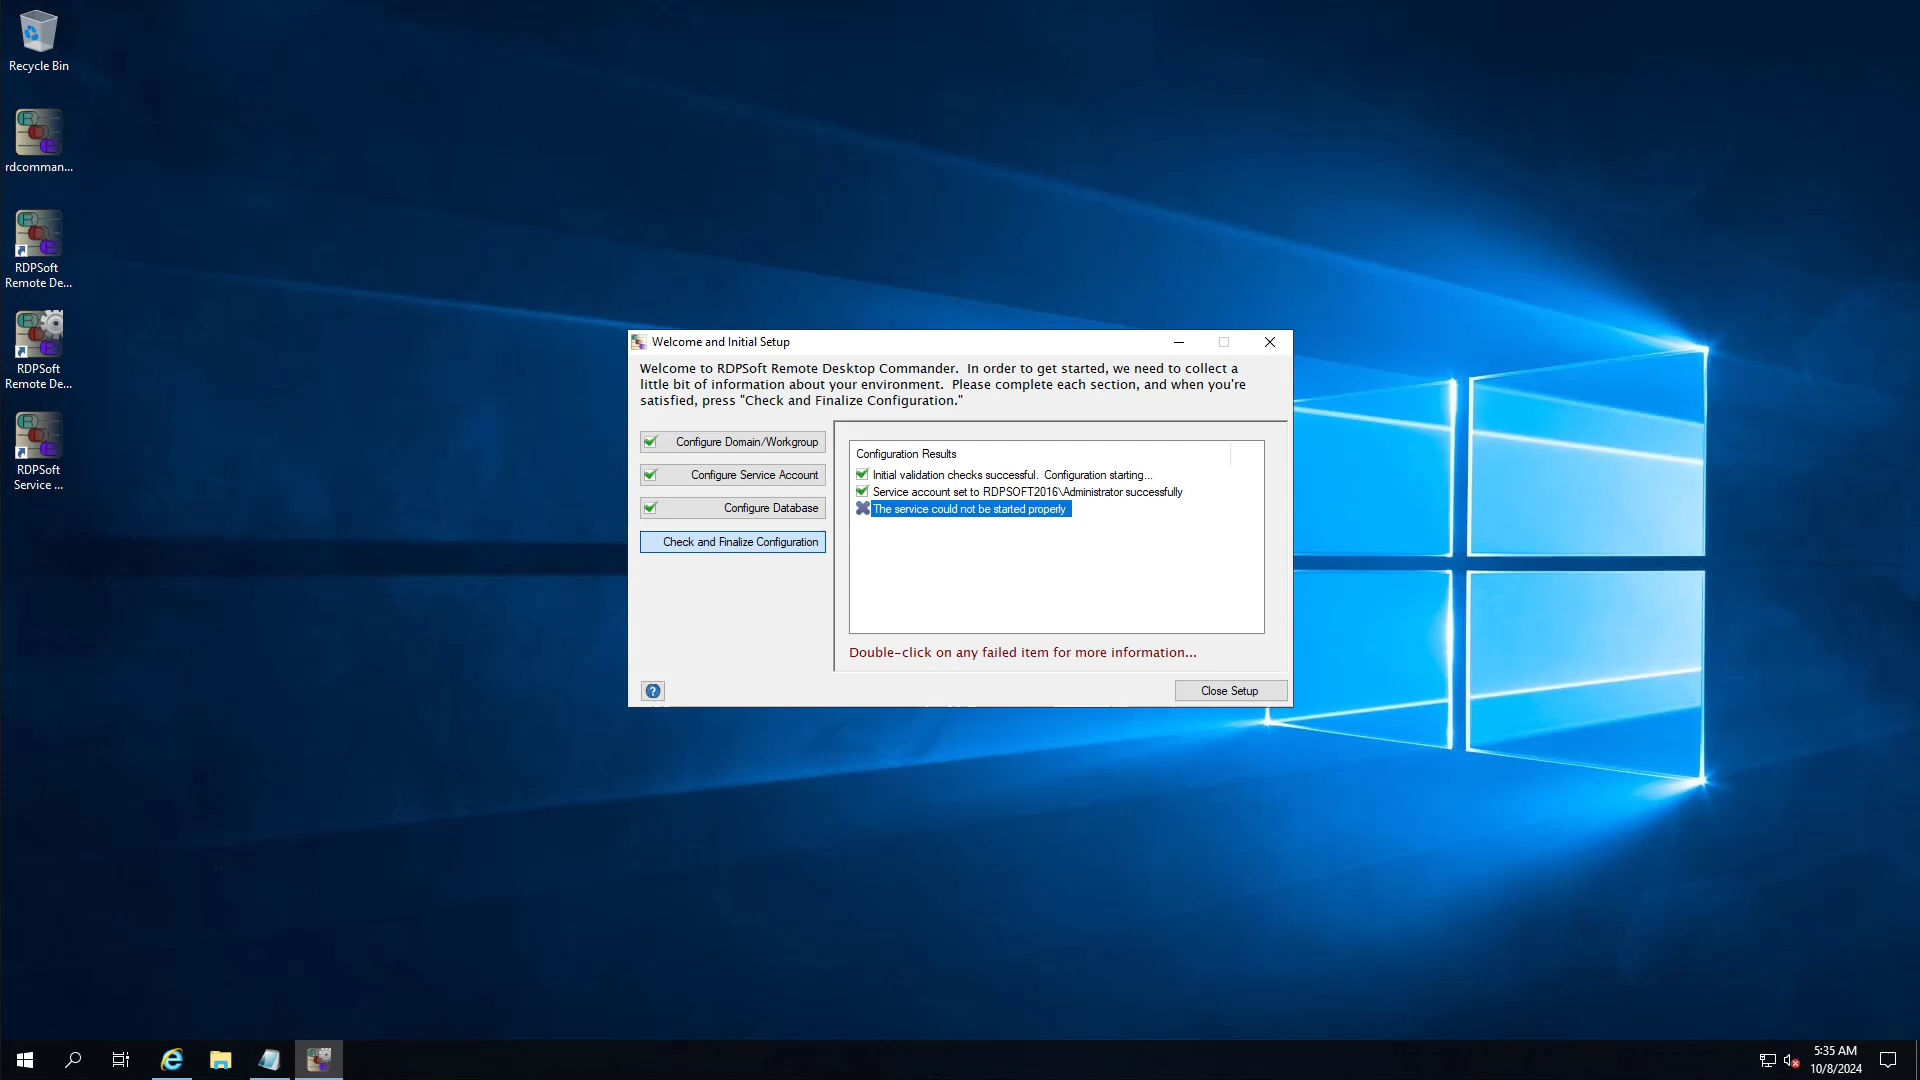 Recycle Bin
rdcomman...
RDPSoft
Remote De...
RDPSoft
Remote De...
RDPSoft
Service ...
Welcome and Initial Setup
Welcome to RDPSoft Remote Desktop Commander.  In order to get started, we need to collect a
little bit of information about your environment.  Please complete each section, and when you're
satisfied, press "Check and Finalize Configuration."
Configure Domain/Workgroup
Configure Service Account
Configure Database
Check and Finalize Configuration
Configuration Results
Initial validation checks successful.  Configuration starting...
Service account set to RDPSOFT2016\Administrator successfully
The service could not be started properly
Double-click on any failed item for more information...
?
Close Setup
5:35 AM
10/8/2024